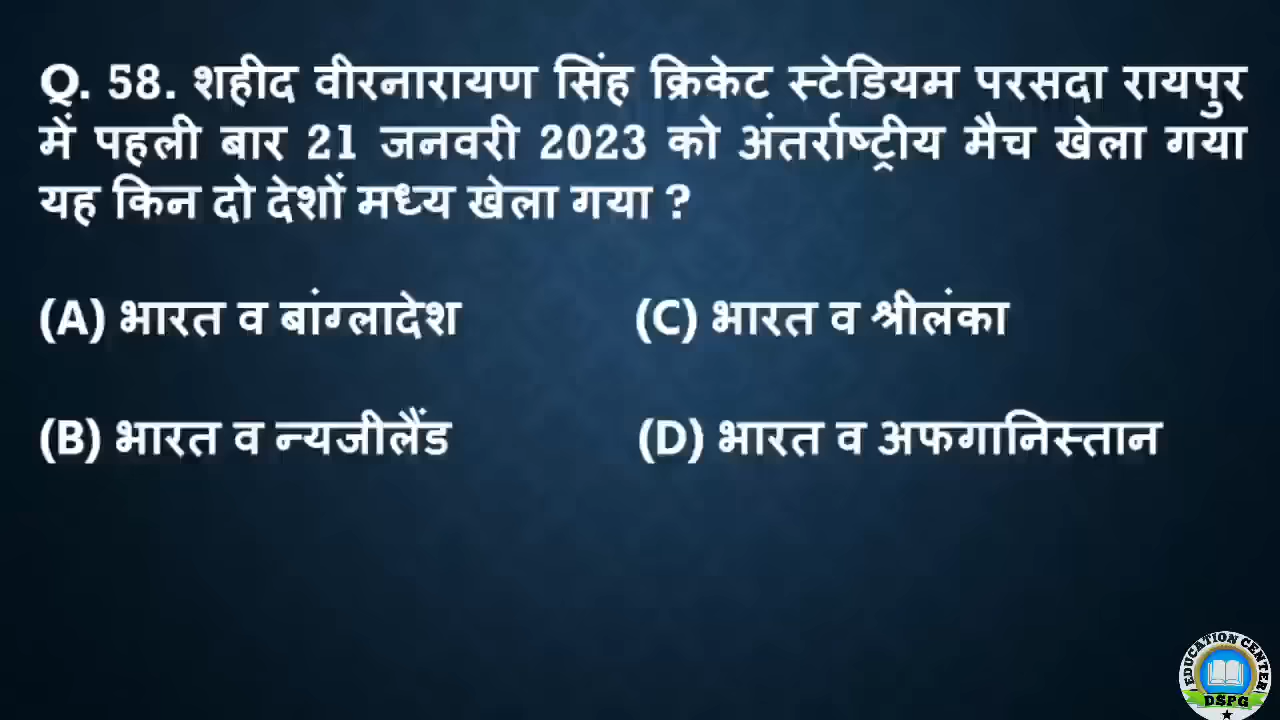 Q. 58. शहीद वीरनारायण सिंह क्रिकेट स्टेडियम परसदा रायपुर
में पहली बार 21 जनवरी 2023 को अंतर्राष्ट्रीय मैच खेला गया
यह किन दो देशों मध्य खेला गया ?
(A) भारत व बांग्लादेश
(C) भारत व श्रीलंका
(B) भारत व न्यजीलैंड
(D) भारत व अफगानिस्तान
EDUCATION CENTER
DSPG